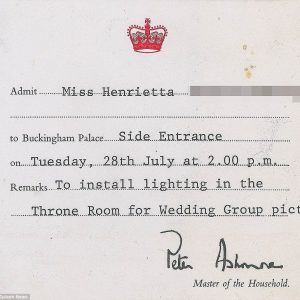 Admit Miss Henrietta
to Buckingham Palace Side Entrance
on Tuesday, 28th July at 2.00 p.m.
Remarks To install lighting in the
Throne Room for Wedding Group pict
Peter Ashmore
Master of the Household.